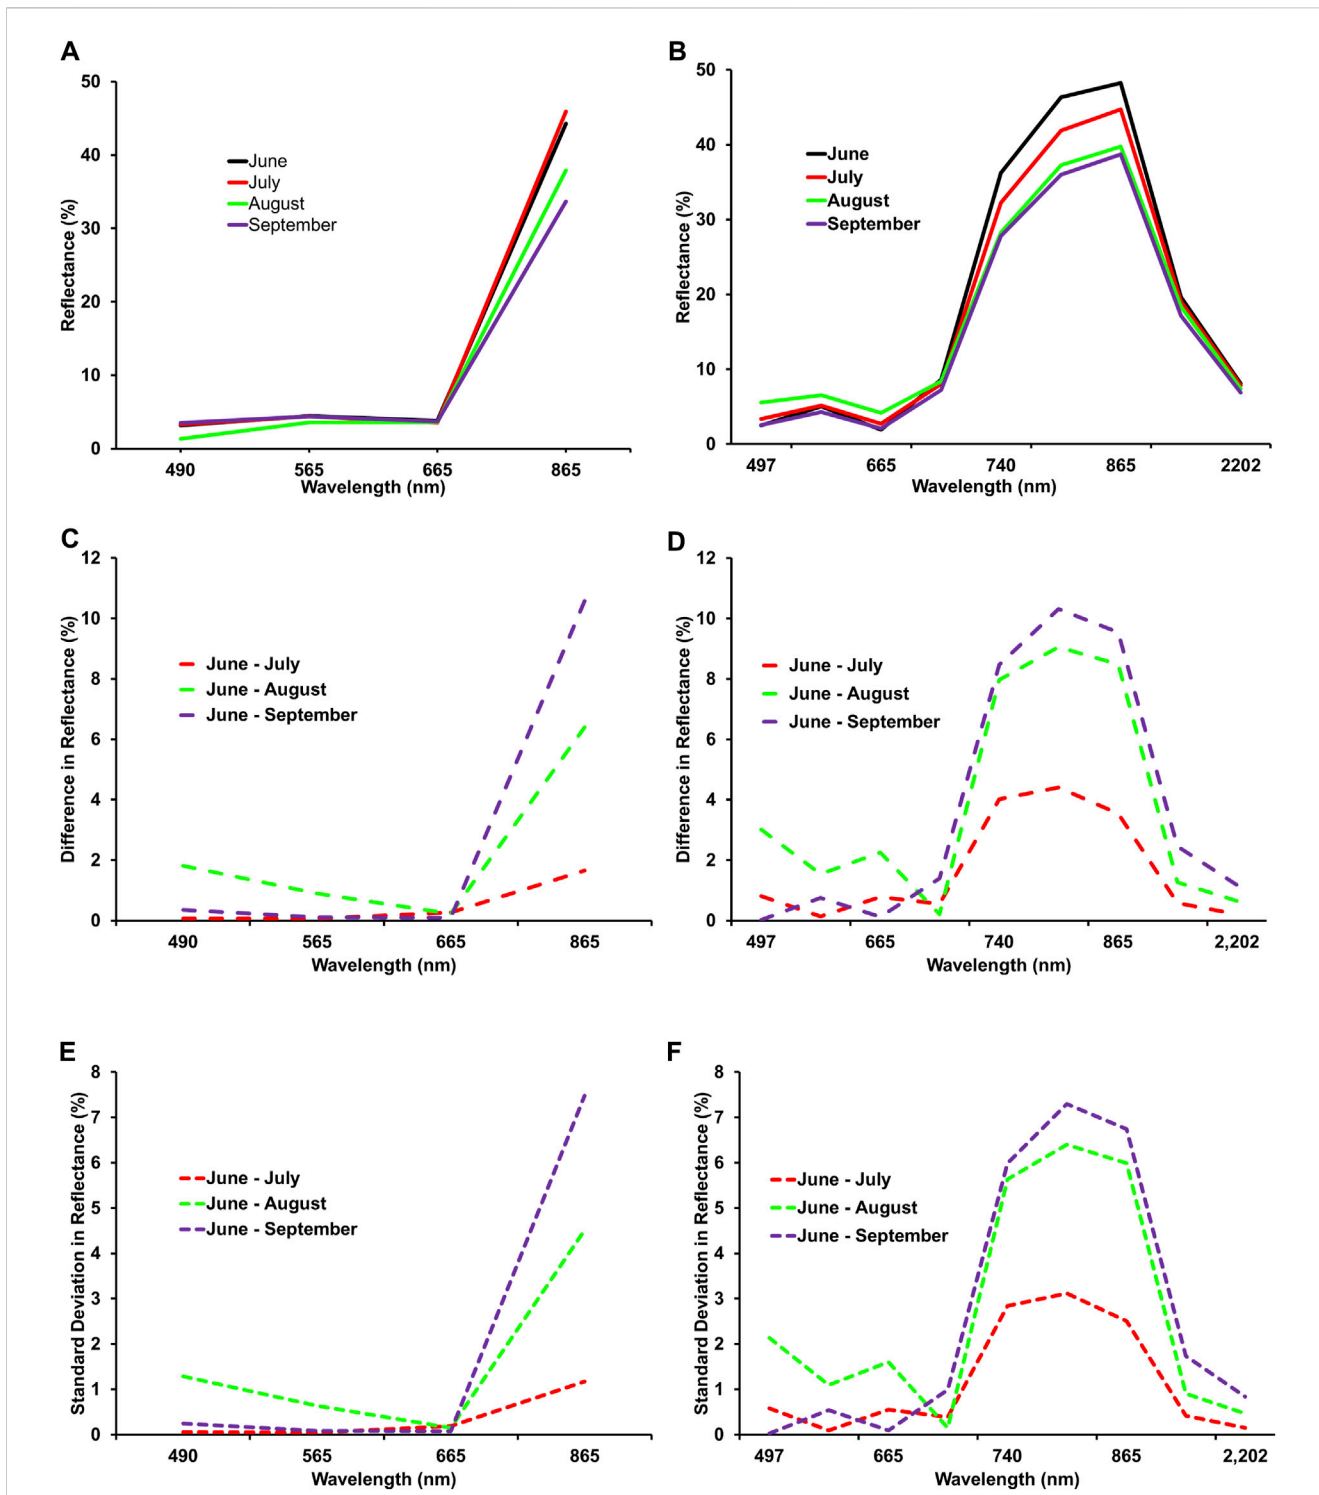 A
Reflectance (%)
50
40
30
20
10
0
June
July
August
September
490 565 665 865
Wavelength (nm)
B
Reflectance (%)
50
40
30
20
10
0
June
July
August
September
497 665 740 865 2202
Wavelength (nm)
C
Difference in Reflectance (%)
12
10
8
6
4
2
0
June - July
June - August
June - September
490 565 665 865
Wavelength (nm)
D
Difference in Reflectance (%)
12
10
8
6
4
2
0
June - July
June - August
June - September
497 665 740 865 2,202
Wavelength (nm)
E
Standard Deviation in Reflectance (%)
8
7
6
5
4
3
2
1
0
June - July
June - August
June - September
490 565 665 865
Wavelength (nm)
F
Standard Deviation in Reflectance (%)
8
7
6
5
4
3
2
1
0
June - July
June - August
June - September
497 665 740 865 2,202
Wavelength (nm)